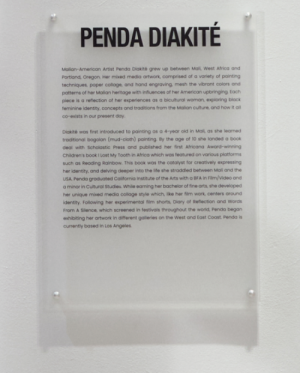 PENDA DIAKITÉ
Malian-American Artist Penda Diakité grew up between Mali, West Africa and
Portland, Oregon. Her mixed media artwork, comprised of a variety of painting
techniques, paper collage, and hand engraving, mesh the vibrant colors and
patterns of her Malian heritage with influences of her American upbringing. Each
piece is a reflection of her experiences as a bicultural woman, exploring black
feminine identity, concepts and traditions from the Malian culture, and how it all
co-exists in our present day.
Diakité was first introduced to painting as a 4-year old in Mali, as she learned
traditional bogolan (mud-cloth) painting. By the age of 10 she landed a book
deal with Scholastic Press and published her first Africana Award-Winning
Children's book I Lost My Tooth in Africa which was featured on various platforms
such as Reading Rainbow. This book was the catalyst for creatively expressing
her identity, and delving deeper into the life she straddled between Mali and the
USA. Penda graduated California Institute of the Arts with a BFA in Film/Video and
a minor in Cultural Studies. While earning her bachelor of fine arts, she developed
her unique mixed media collage style which, like her film work, centers around
identity. Following her experimental film shorts, Diary of Reflection and Words
From A Silence, which screened in festivals throughout the world, Penda began
exhibiting her artwork in different galleries on the West and East Coast. Penda is
currently based in Los Angeles.